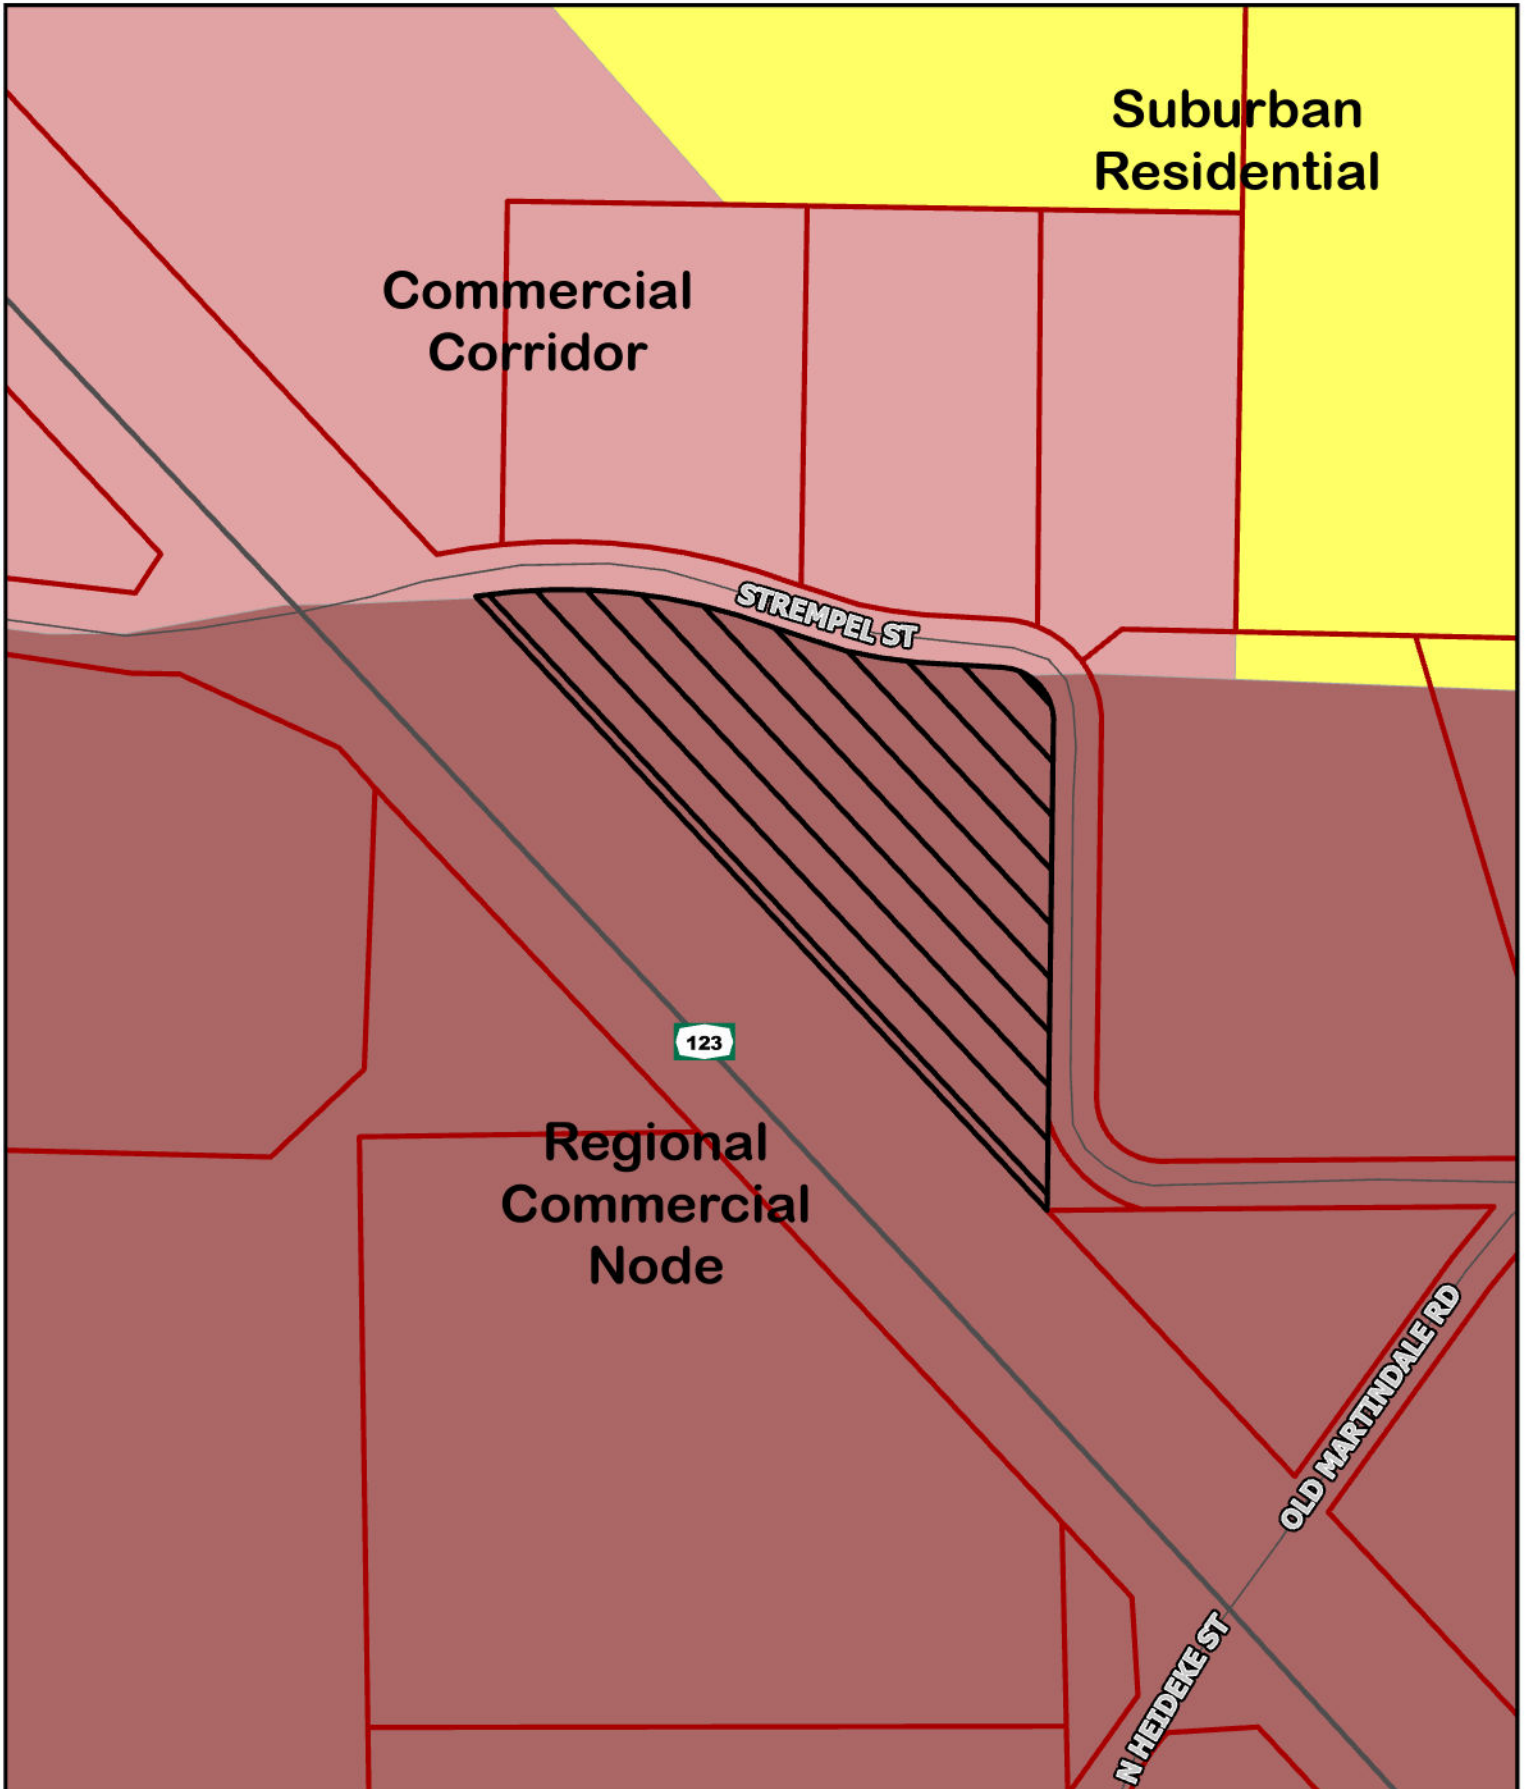 Suburban
Residential
Commercial
Corridor
STREMPEL ST
123
Regional
Commercial
Node
OLD MARTINDALE RD
N HEIDEKE ST